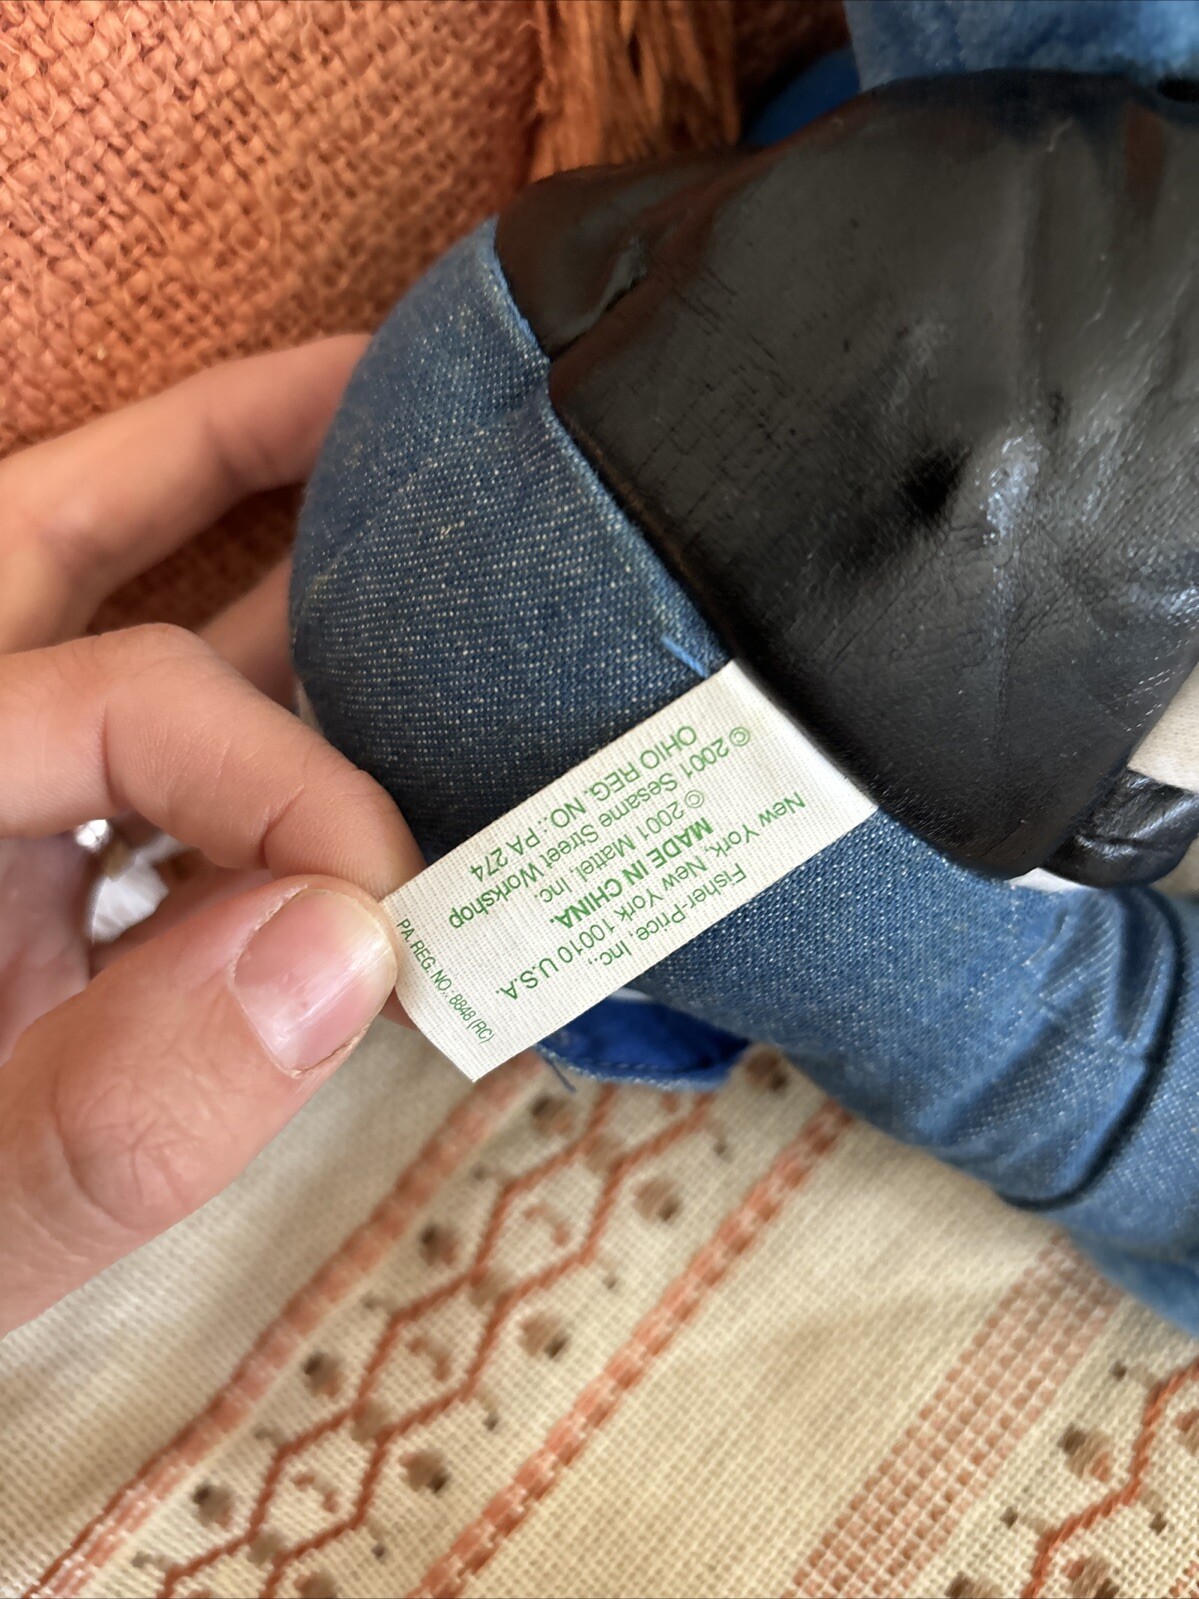 Fisher-Price, Inc.,
New York, New York 10010 U.S.A.
MADE IN CHINA.
© 2001 Mattel, Inc.
© 2001 Sesame Street Workshop
OHIO REG. NO.: PA 274
PA. REG. NO.: 8848 (RC)